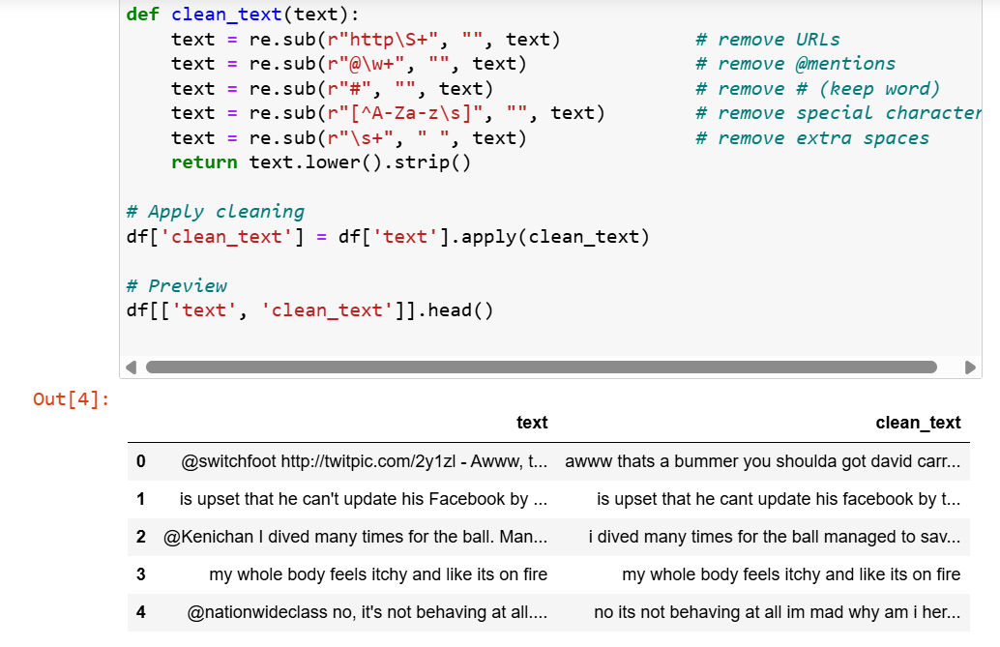 def clean_text(text):
    text = re.sub(r"http\S+", "", text)            # remove URLs
    text = re.sub(r"@\w+", "", text)               # remove @mentions
    text = re.sub(r"#", "", text)                  # remove # (keep word)
    text = re.sub(r"[^A-Za-z\s]", "", text)        # remove special character
    text = re.sub(r"\s+", " ", text)               # remove extra spaces
    return text.lower().strip()
# Apply cleaning
df['clean_text'] = df['text'].apply(clean_text)
# Preview
df[['text', 'clean_text']].head()
Out[4]:
text clean_text
0 @switchfoot http://twitpic.com/2y1zl - Awww, t... awww thats a bummer you shoulda got david carr...
1 is upset that he can't update his Facebook by ... is upset that he cant update his facebook by t...
2 @Kenichan I dived many times for the ball. Man... i dived many times for the ball managed to sav...
3 my whole body feels itchy and like its on fire my whole body feels itchy and like its on fire
4 @nationwideclass no, it's not behaving at all.... no its not behaving at all im mad why am i her...